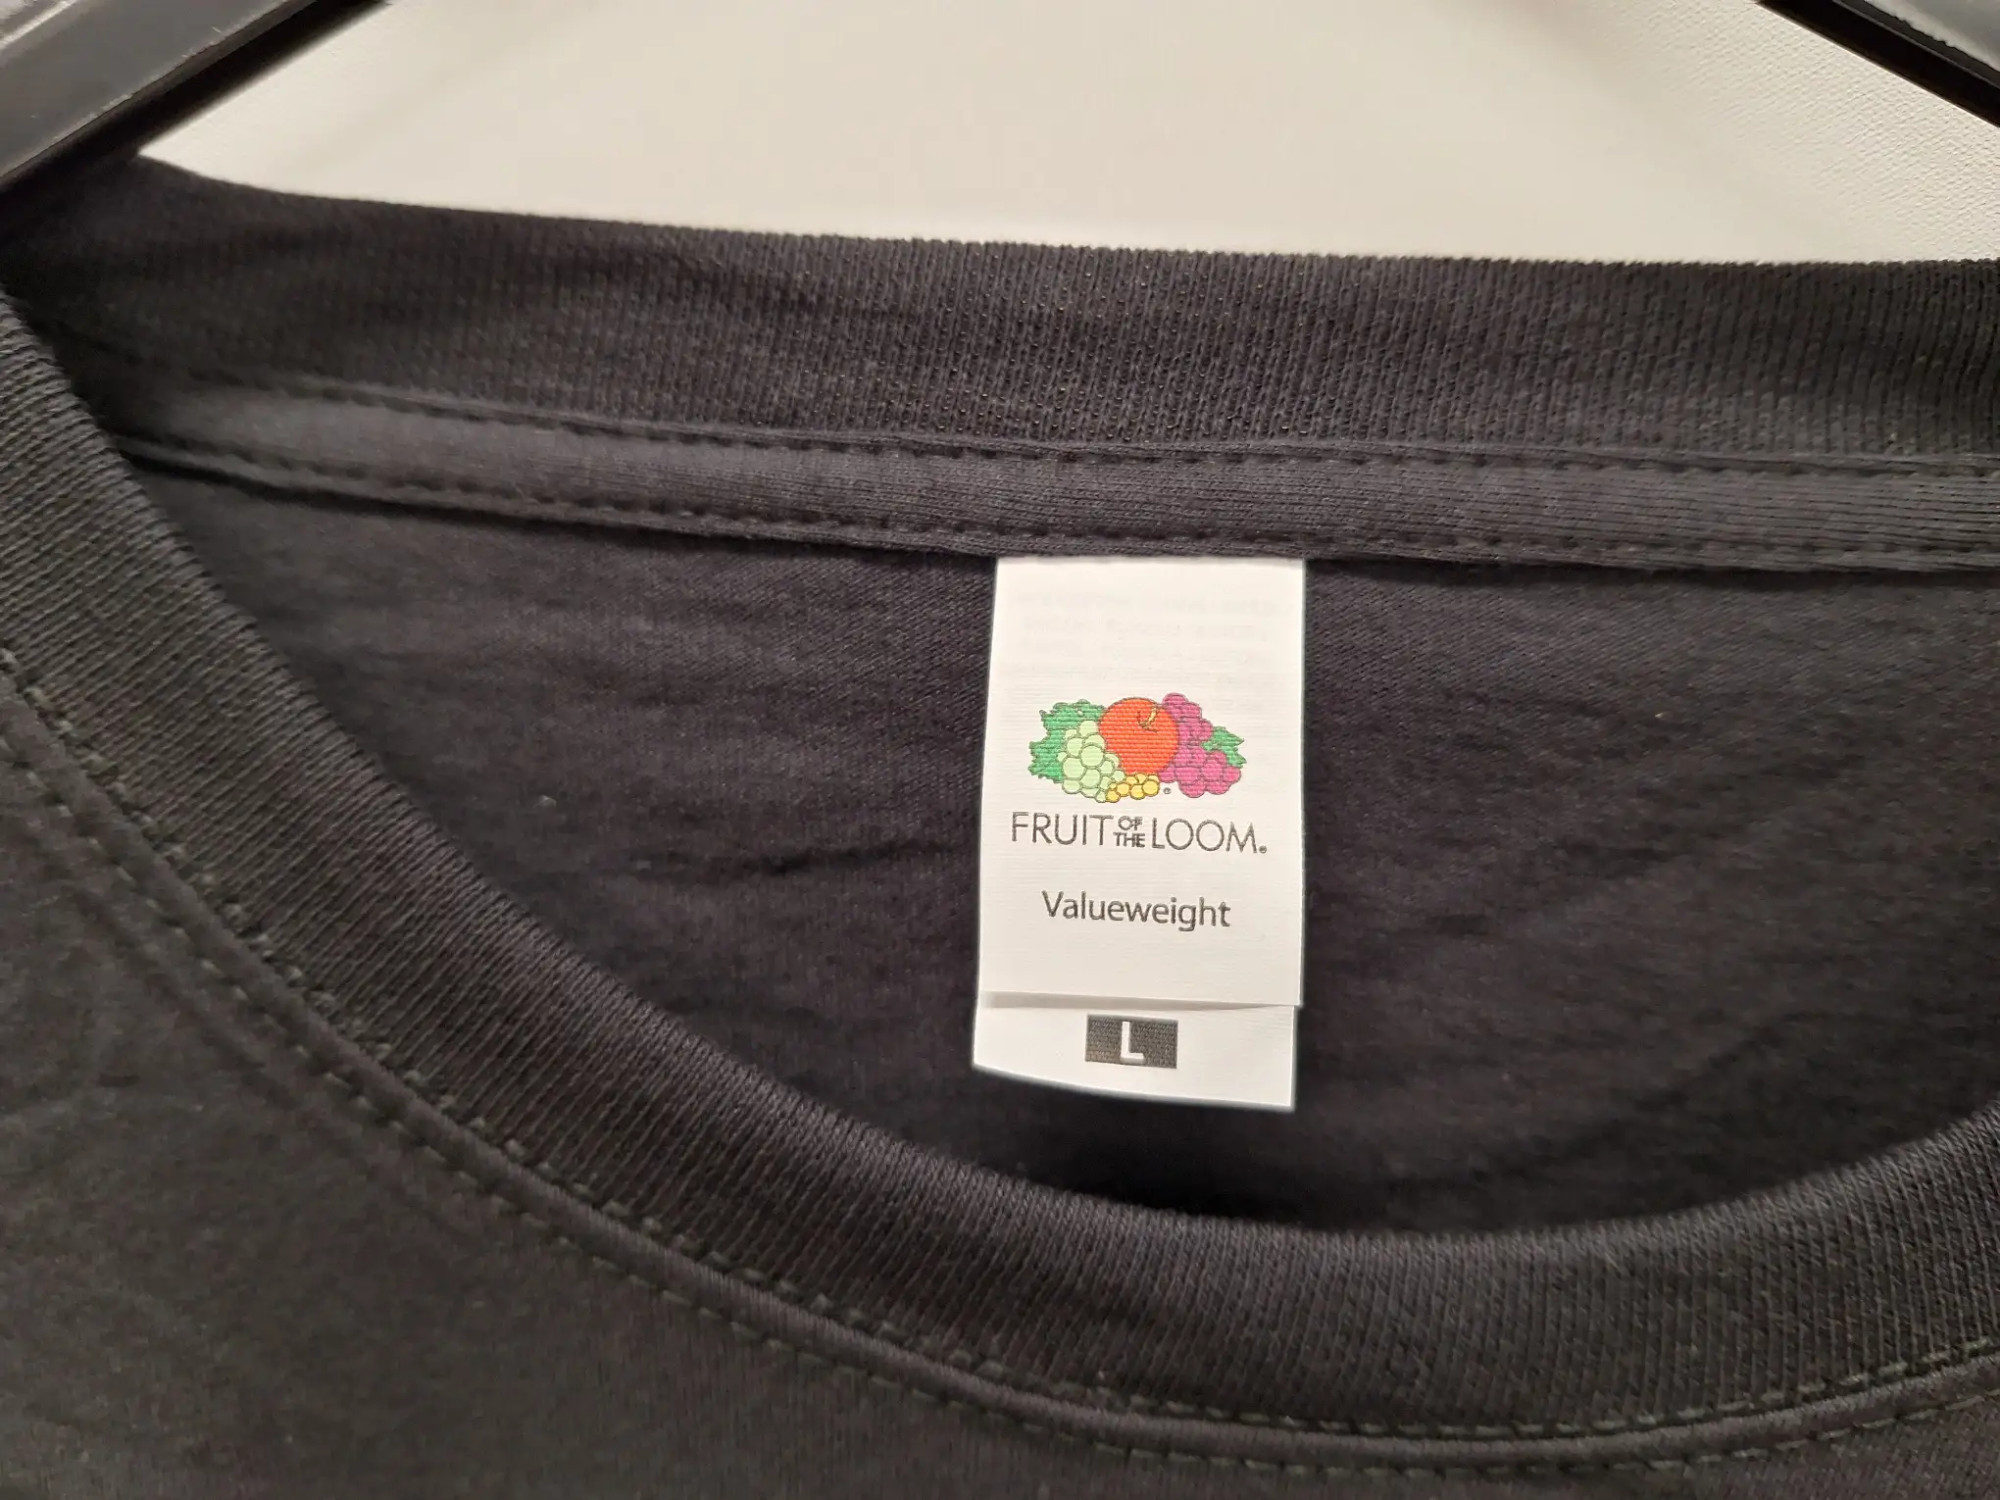 FRUIT OF THE LOOM®
Valueweight
L